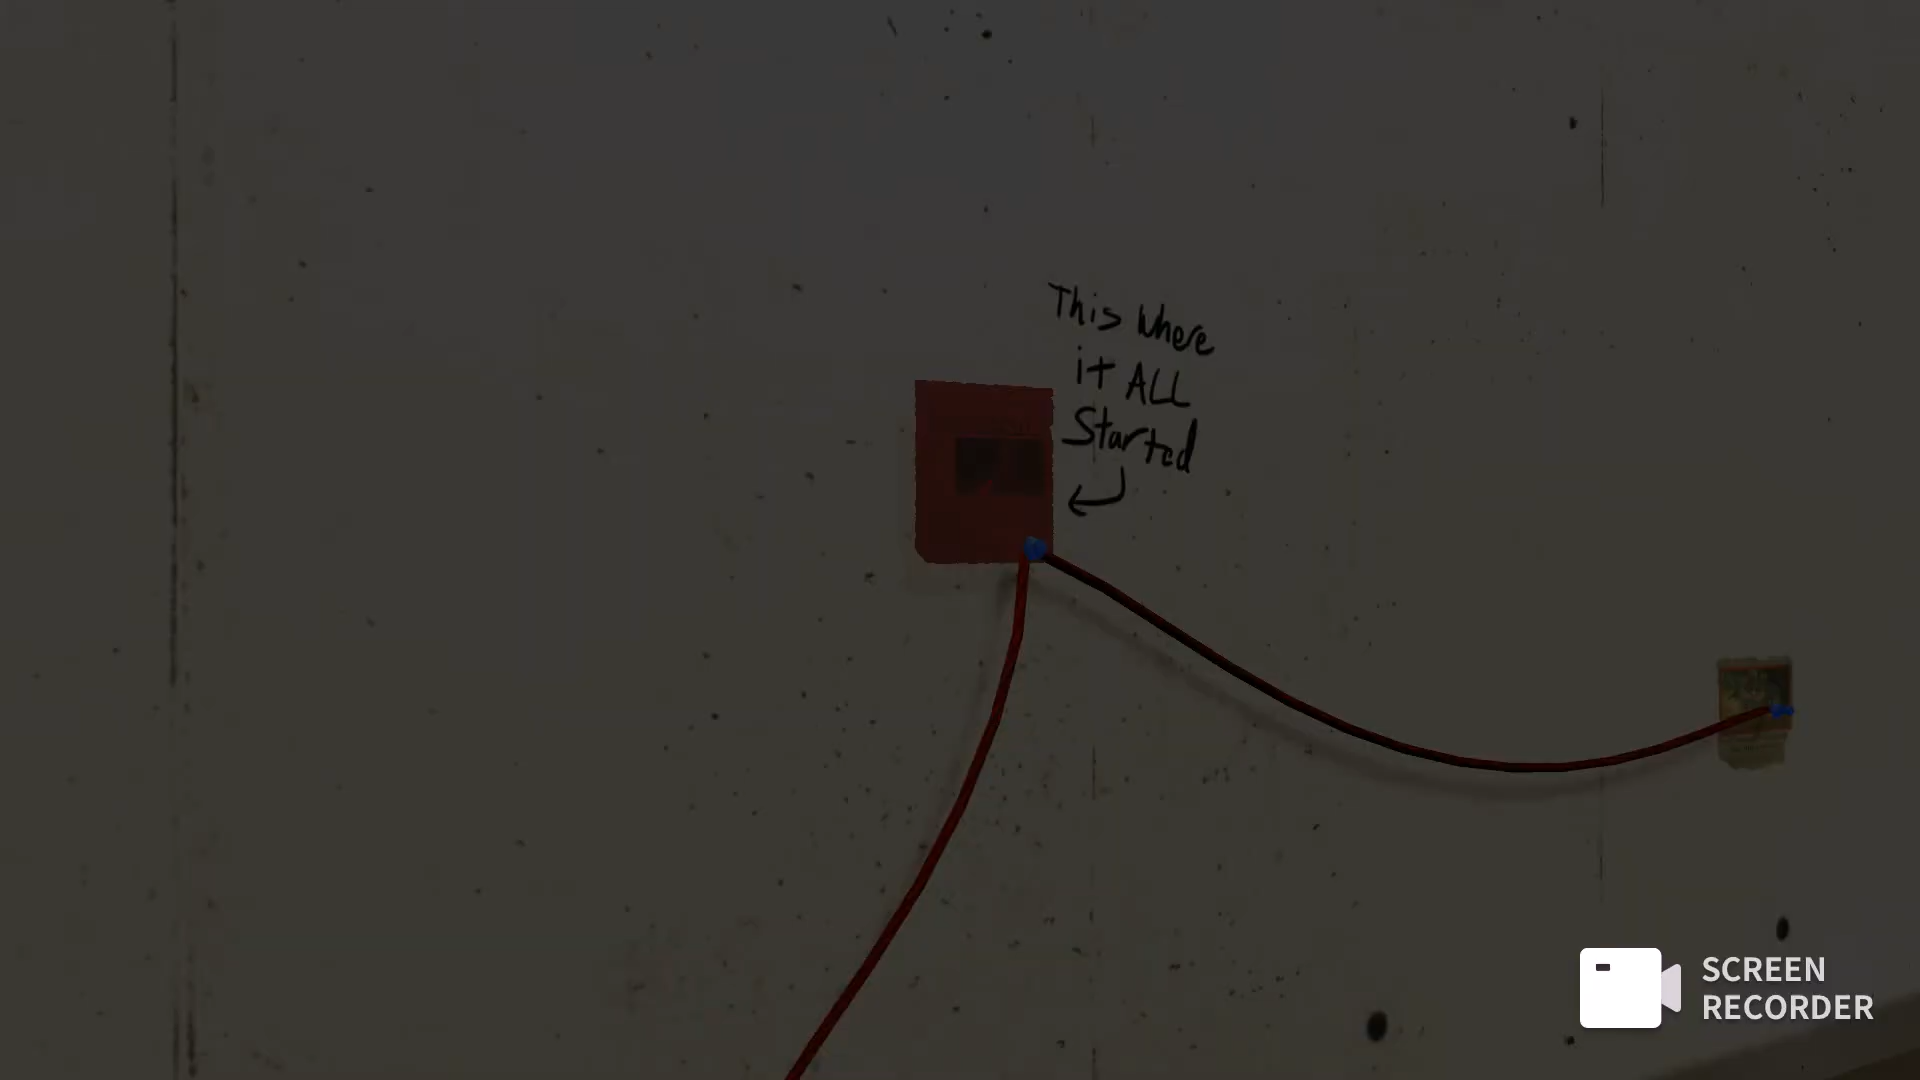 This Where
it ALL
Started
SCREEN
RECORDER